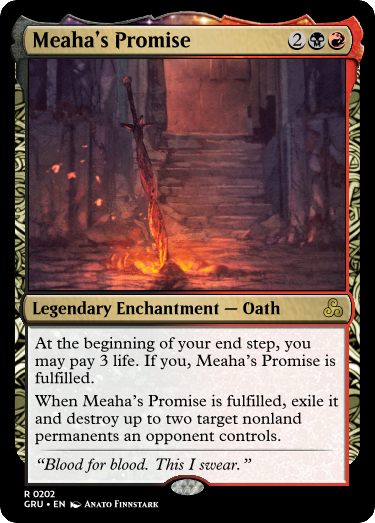 Meaha's Promise 2
Legendary Enchantment — Oath
At the beginning of your end step, you
may pay 3 life. If you, Meaha's Promise is
fulfilled.
When Meaha's Promise is fulfilled, exile it
and destroy up to two target nonland
permanents an opponent controls.
“Blood for blood. This I swear.”
R 0202
GRU • EN Anato Finnstark